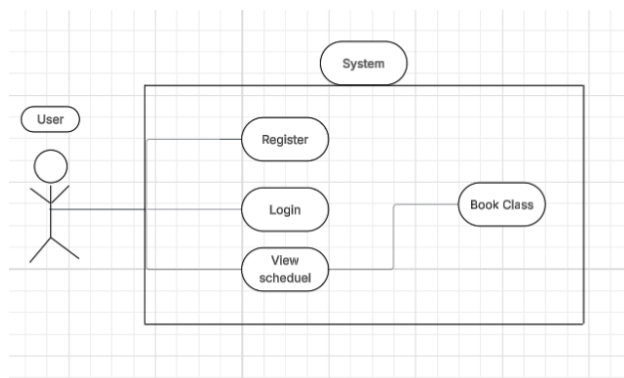 System
User
Register
Login
Book Class
View
scheduel